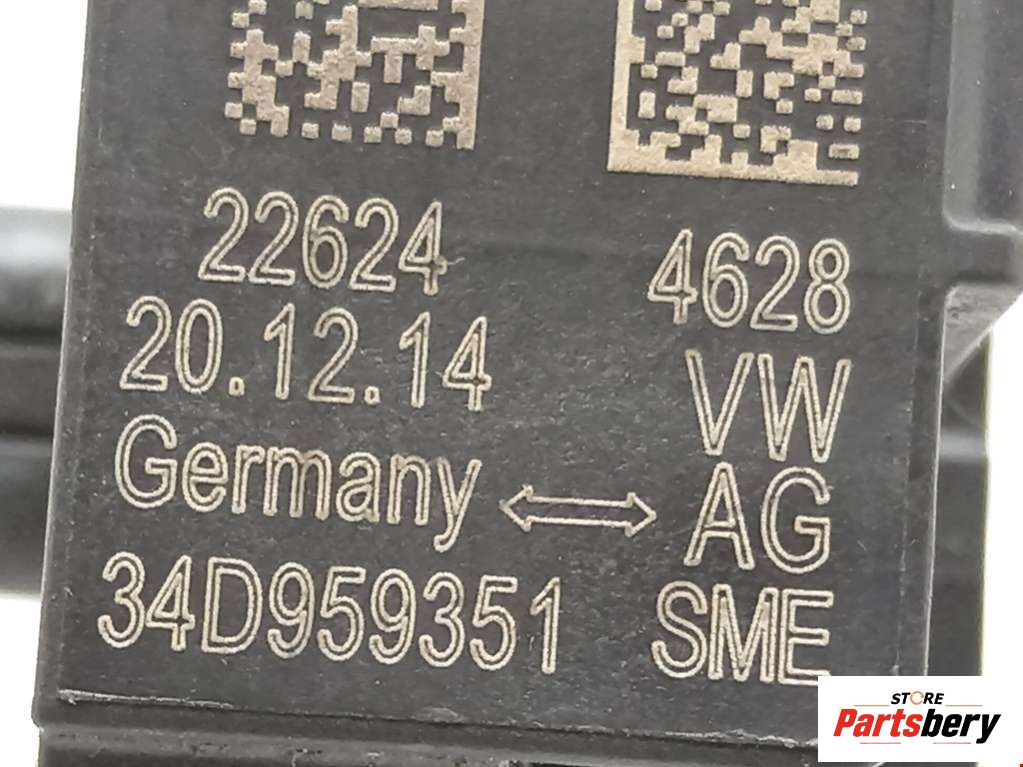 22624
20.12.14
Germany
34D959351
4628
VW
AG
SME
STORE
Partsbery